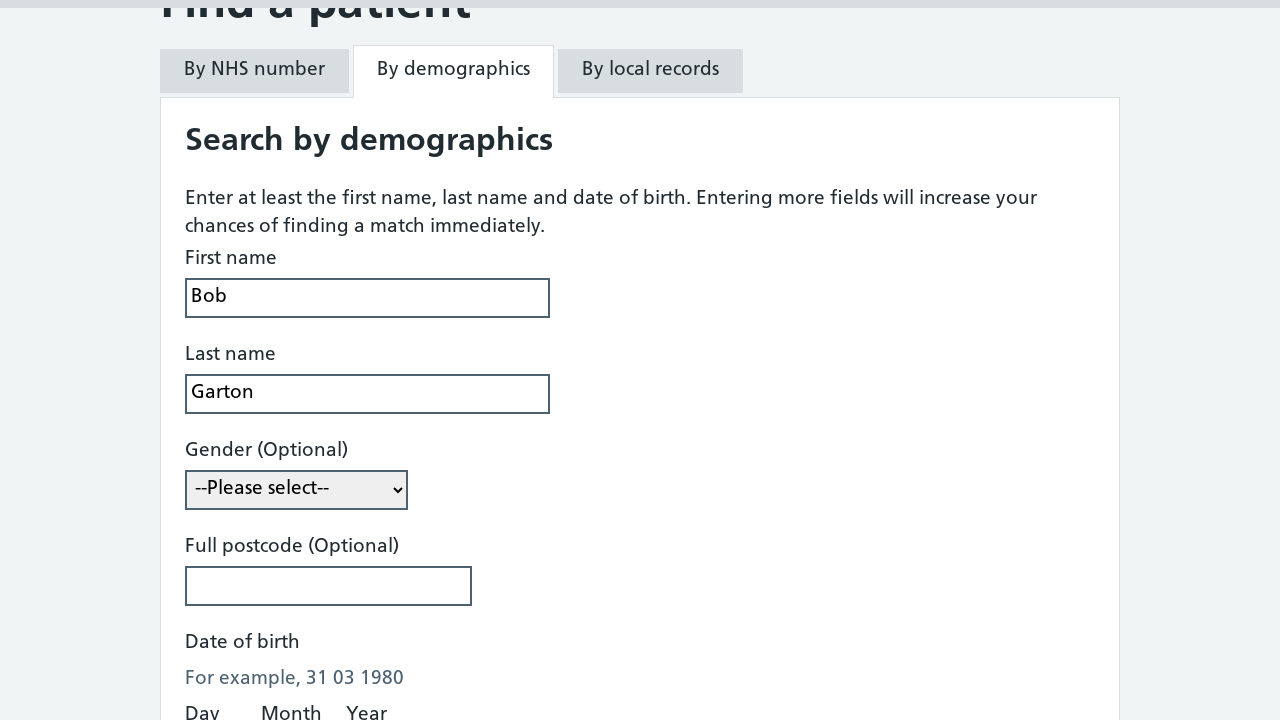 Find a patient
By NHS number
By demographics
By local records
Search by demographics
Enter at least the first name, last name and date of birth. Entering more fields will increase your
chances of finding a match immediately.
First name
Bob
Last name
Garton
Gender (Optional)
--Please select--
Full postcode (Optional)
Date of birth
For example, 31 03 1980
Day Month Year